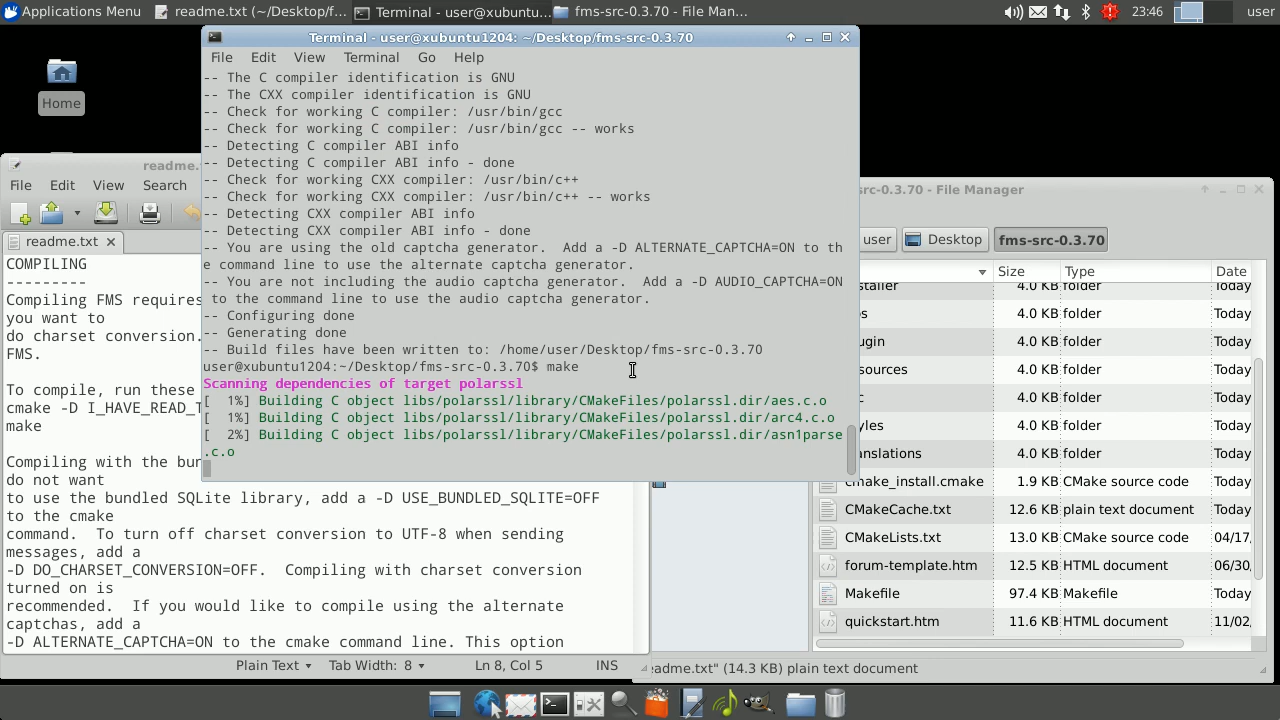 Applications Menu
readme.txt (~/Desktop/f...
Terminal - user@xubuntu...
fms-src-0.3.70 - File Man...
23:46
user
Home
Terminal - user@xubuntu1204: ~/Desktop/fms-src-0.3.70
File Edit View Terminal Go Help
-- The C compiler identification is GNU
-- The CXX compiler identification is GNU
-- Check for working C compiler: /usr/bin/gcc
-- Check for working C compiler: /usr/bin/gcc -- works
-- Detecting C compiler ABI info
-- Detecting C compiler ABI info - done
-- Check for working CXX compiler: /usr/bin/c++
-- Check for working CXX compiler: /usr/bin/c++ -- works
-- Detecting CXX compiler ABI info
-- Detecting CXX compiler ABI info - done
-- You are using the old captcha generator.  Add a -D ALTERNATE_CAPTCHA=ON to th
e command line to use the alternate captcha generator.
-- You are not including the audio captcha generator.  Add a -D AUDIO_CAPTCHA=ON
 to the command line to use the audio captcha generator.
-- Configuring done
-- Generating done
-- Build files have been written to: /home/user/Desktop/fms-src-0.3.70
user@xubuntu1204:~/Desktop/fms-src-0.3.70$ make
Scanning dependencies of target polarssl
[  1%] Building C object libs/polarssl/library/CMakeFiles/polarssl.dir/aes.c.o
[  1%] Building C object libs/polarssl/library/CMakeFiles/polarssl.dir/arc4.c.o
[  2%] Building C object libs/polarssl/library/CMakeFiles/polarssl.dir/asn1parse
.c.o
readme.
File Edit View Search
readme.txt
COMPILING
---------
Compiling FMS requires
you want to
do charset conversion.
FMS.
To compile, run these
cmake -D I_HAVE_READ_T
make
Compiling with the bun
do not want
to use the bundled SQLite library, add a -D USE_BUNDLED_SQLITE=OFF
to the cmake
command.  To turn off charset conversion to UTF-8 when sending
messages, add a
-D DO_CHARSET_CONVERSION=OFF.  Compiling with charset conversion
turned on is
recommended.  If you would like to compile using the alternate
captchas, add a
-D ALTERNATE_CAPTCHA=ON to the cmake command line. This option
Plain Text Tab Width: 8 Ln 8, Col 5 INS
src-0.3.70 - File Manager
user Desktop fms-src-0.3.70
Size Type Date
staller 4.0 KB folder Today
s 4.0 KB folder Today
ugin 4.0 KB folder Today
sources 4.0 KB folder Today
c 4.0 KB folder Today
yles 4.0 KB folder Today
anslations 4.0 KB folder Today
cmake_install.cmake 1.9 KB CMake source code Today
CMakeCache.txt 12.6 KB plain text document Today
CMakeLists.txt 13.0 KB CMake source code 04/17,
forum-template.htm 12.5 KB HTML document 06/30,
Makefile 97.4 KB Makefile Today
quickstart.htm 11.6 KB HTML document 11/02,
eadme.txt" (14.3 KB) plain text document